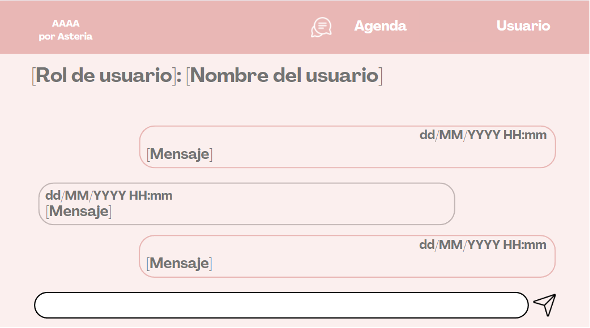 AAAA
por Asteria
Agenda
Usuario
[Rol de usuario]: [Nombre del usuario]
dd/MM/YYYY HH:mm
[Mensaje]
dd/MM/YYYY HH:mm
[Mensaje]
dd/MM/YYYY HH:mm
[Mensaje]